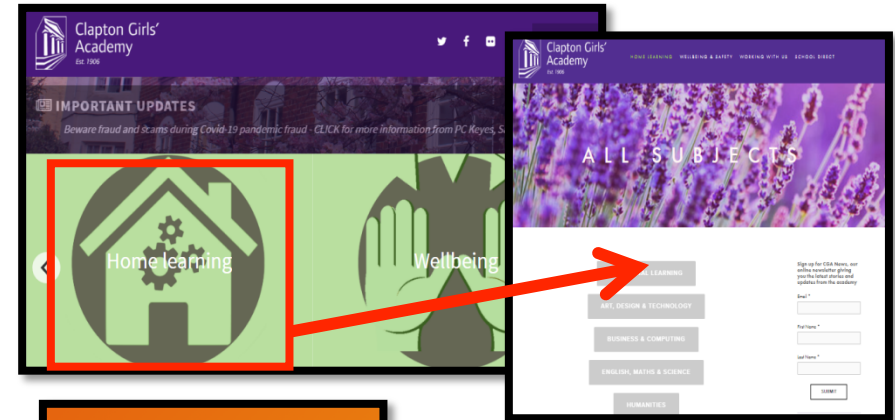 Clapton Girls'
Academy
Est. 1906
IMPORTANT UPDATES
Beware fraud and scams during Covid-19 pandemic fraud - CLICK for more information from PC Keyes, S
Home learning
Wellbeing
Clapton Girls'
Academy
Est. 1906
HOME LEARNING WELLBEING & SAFETY WORKING WITH US SCHOOL DIRECT
ALL SUBJECTS
LEARNING
ART, DESIGN & TECHNOLOGY
BUSINESS & COMPUTING
ENGLISH, MATHS & SCIENCE
HUMANITIES
Sign up for CGA News, our
online newsletter giving
you the latest stories and
updates from the academy
Email *
First Name *
Last Name *
SUBMIT